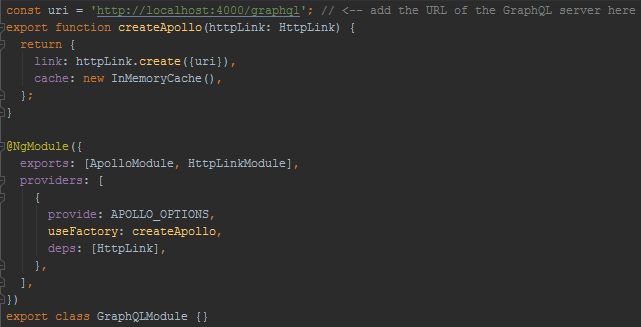 const uri = 'http://localhost:4000/graphql'; // <-- add the URL of the GraphQL server here
export function createApollo(httpLink: HttpLink) {
  return {
    link: httpLink.create({uri}),
    cache: new InMemoryCache(),
  };
}

@NgModule({
  exports: [ApolloModule, HttpLinkModule],
  providers: [
    {
      provide: APOLLO_OPTIONS,
      useFactory: createApollo,
      deps: [HttpLink],
    },
  ],
})
export class GraphQLModule {}